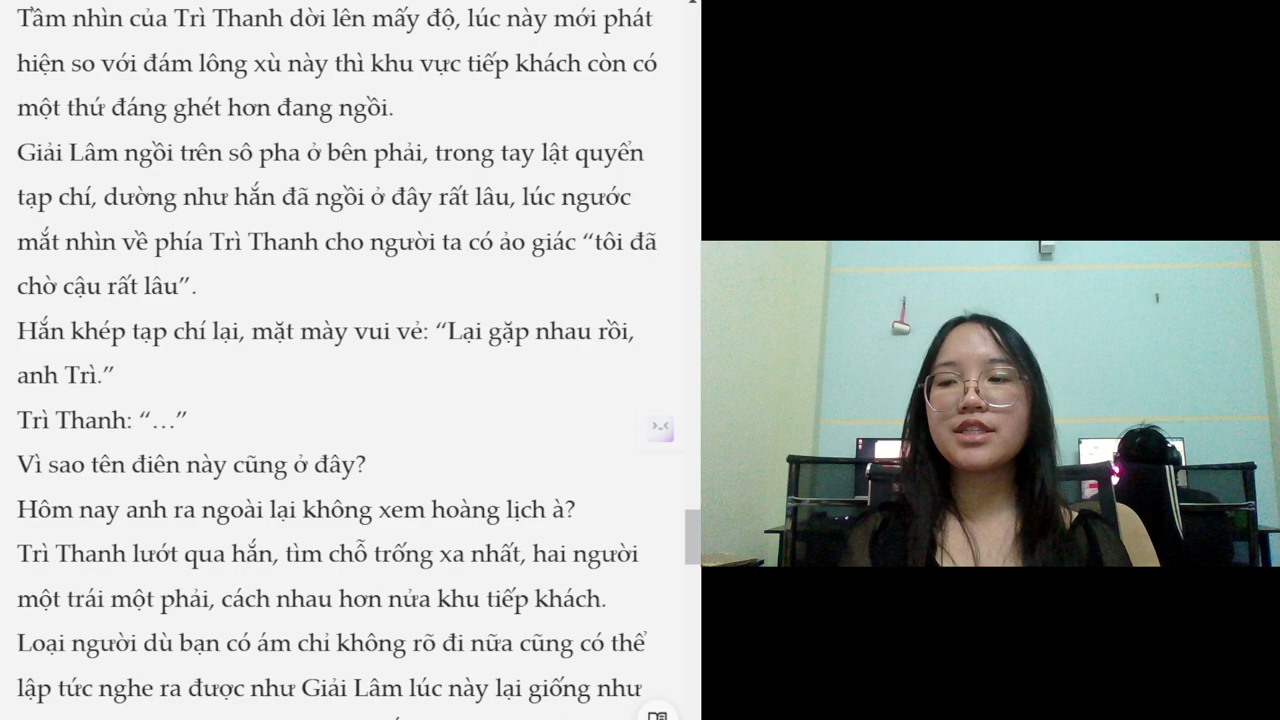 Tầm nhìn của Trì Thanh dời lên mấy độ, lúc này mới phát
hiện so với đám lông xù này thì khu vực tiếp khách còn có
một thứ đáng ghét hơn đang ngồi.
Giải Lâm ngồi trên sô pha ở bên phải, trong tay lật quyển
tạp chí, dường như hắn đã ngồi ở đây rất lâu, lúc ngước
mắt nhìn về phía Trì Thanh cho người ta có ảo giác “tôi đã
chờ cậu rất lâu”.
Hắn khép tạp chí lại, mặt mày vui vẻ: “Lại gặp nhau rồi,
anh Trì.”
Trì Thanh: “…”
Vì sao tên điên này cũng ở đây?
Hôm nay anh ra ngoài lại không xem hoàng lịch à?
Trì Thanh lướt qua hắn, tìm chỗ trống xa nhất, hai người
một trái một phải, cách nhau hơn nửa khu tiếp khách.
Loại người dù bạn có ám chỉ không rõ đi nữa cũng có thể
lập tức nghe ra được như Giải Lâm lúc này lại giống như